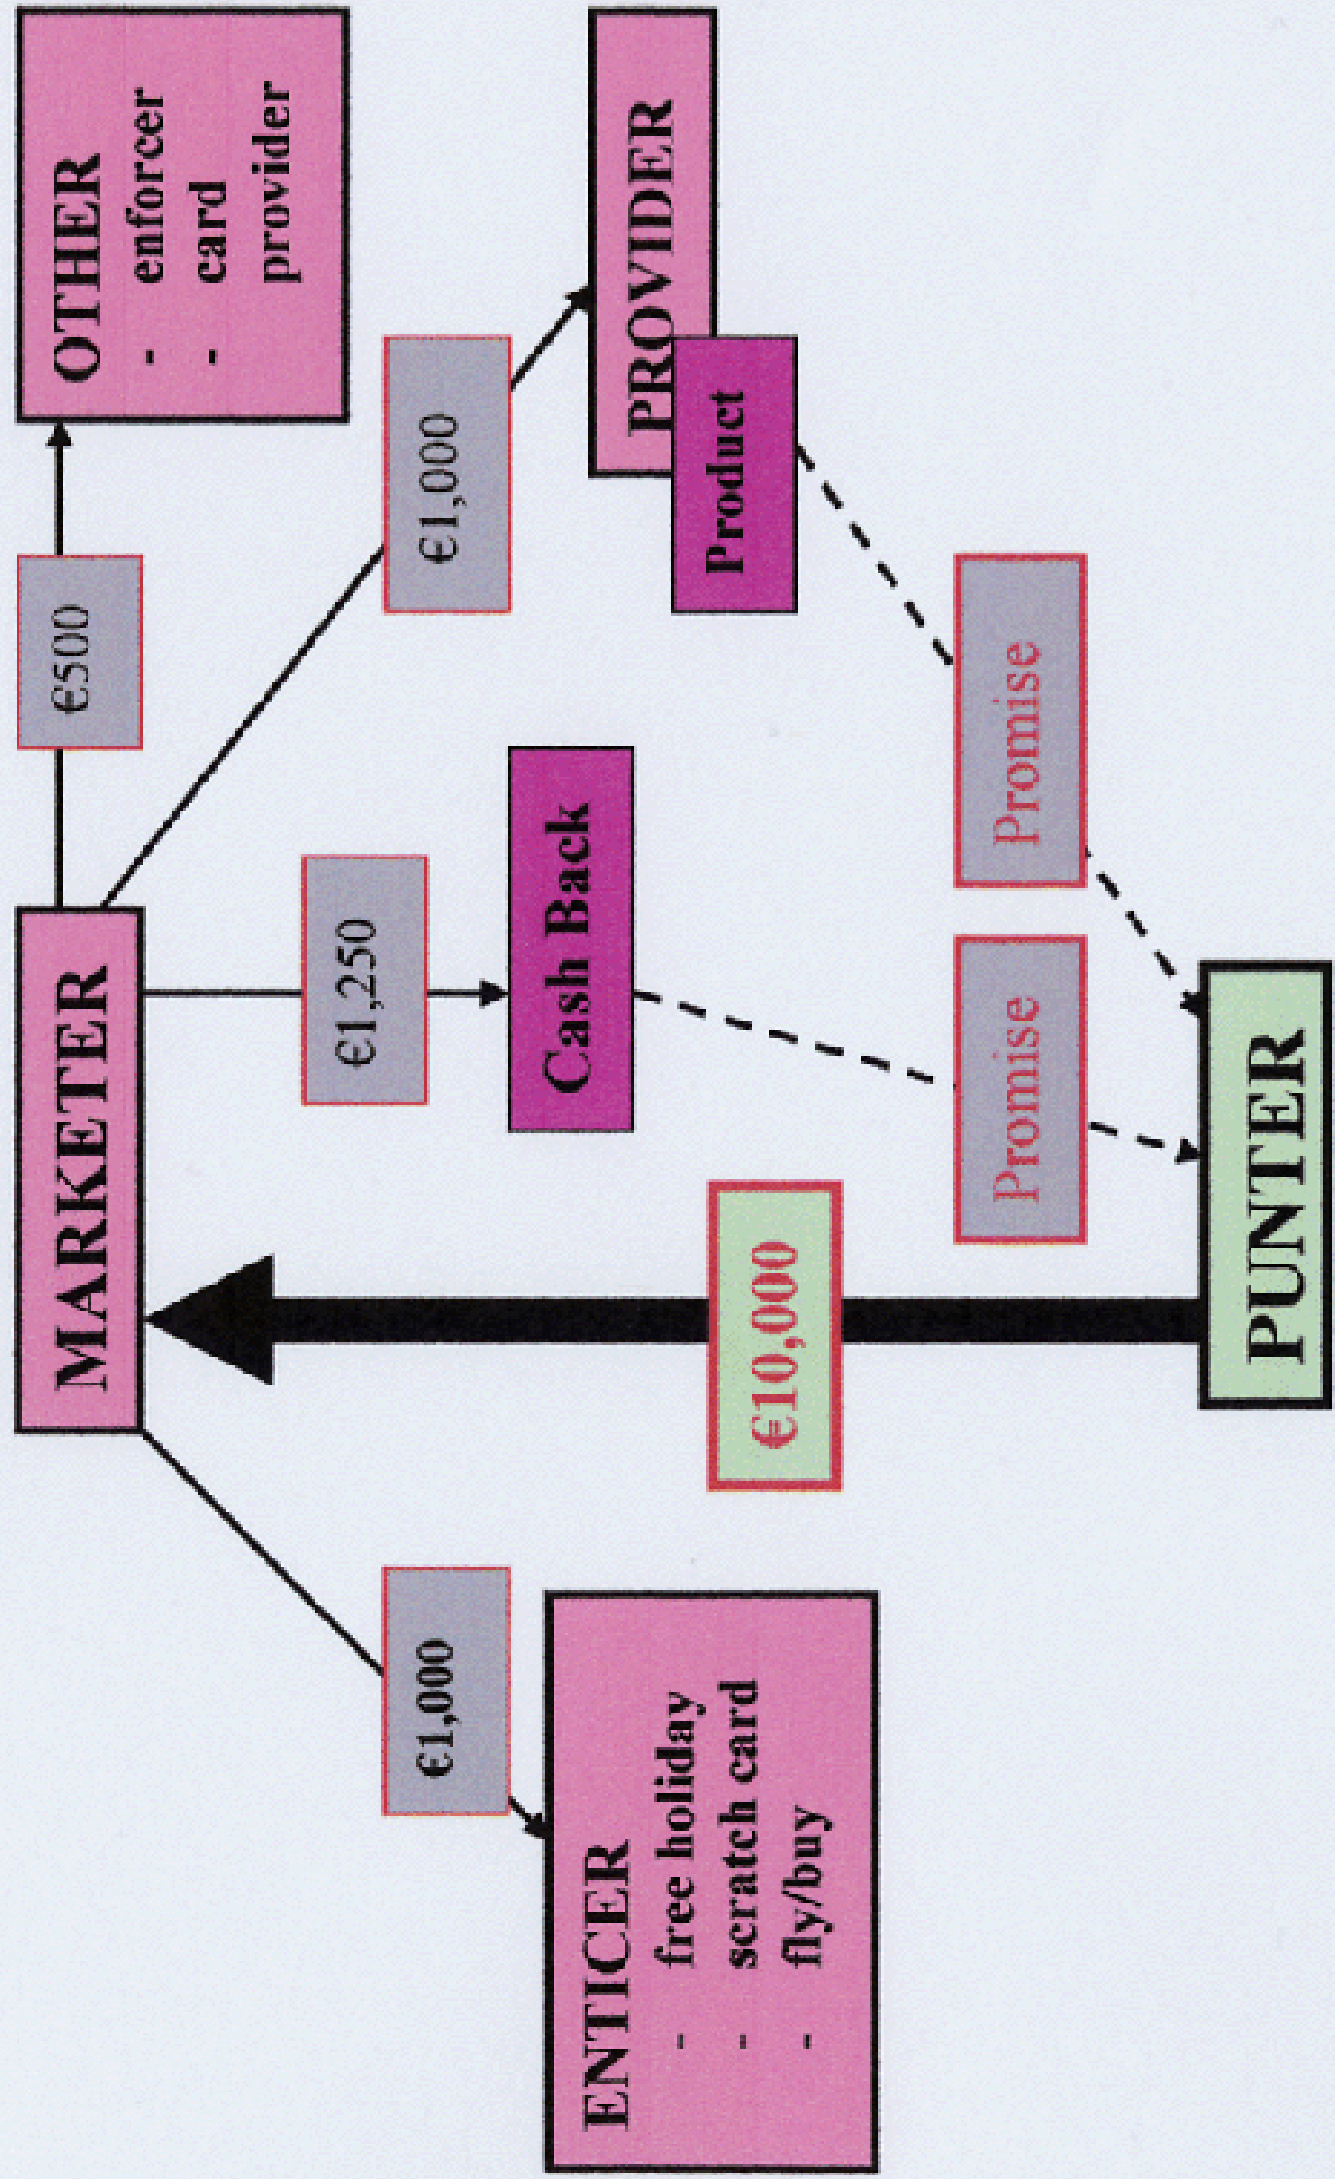 MARKETER
€500
OTHER
- enforcer
- card
provider
€1,000
€1,250
€1,000
Cash Back
PROVIDER
Product
ENTICER
- free holiday
- scratch card
- fly/buy
€10,000
Promise
Promise
PUNTER